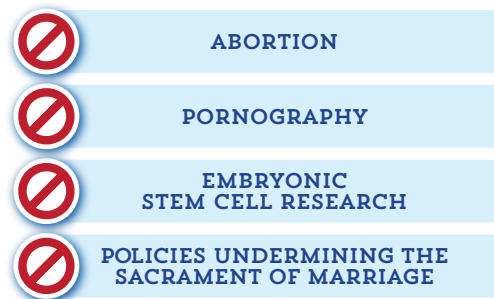 ABORTION
PORNOGRAPHY
EMBRYONIC
STEM CELL RESEARCH
POLICIES UNDERMINING THE
SACRAMENT OF MARRIAGE